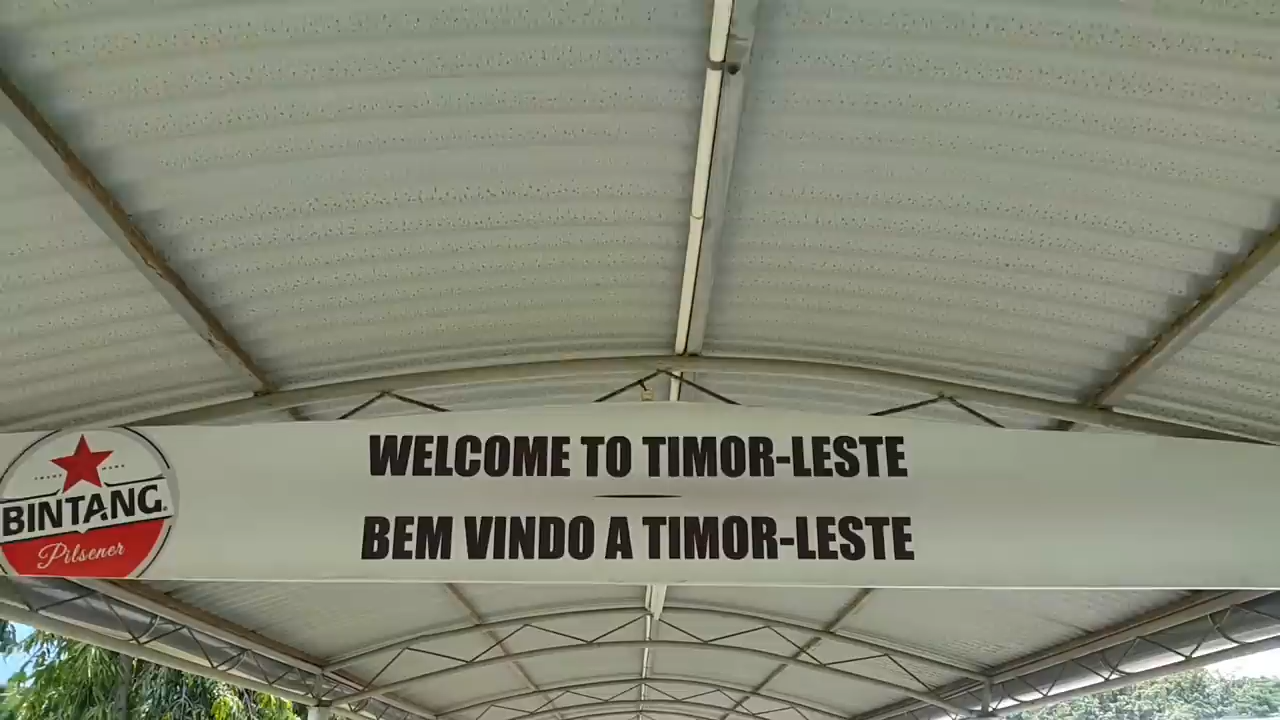 WELCOME TO TIMOR-LESTE
BEM VINDO A TIMOR-LESTE
BINTANG
Pilsener